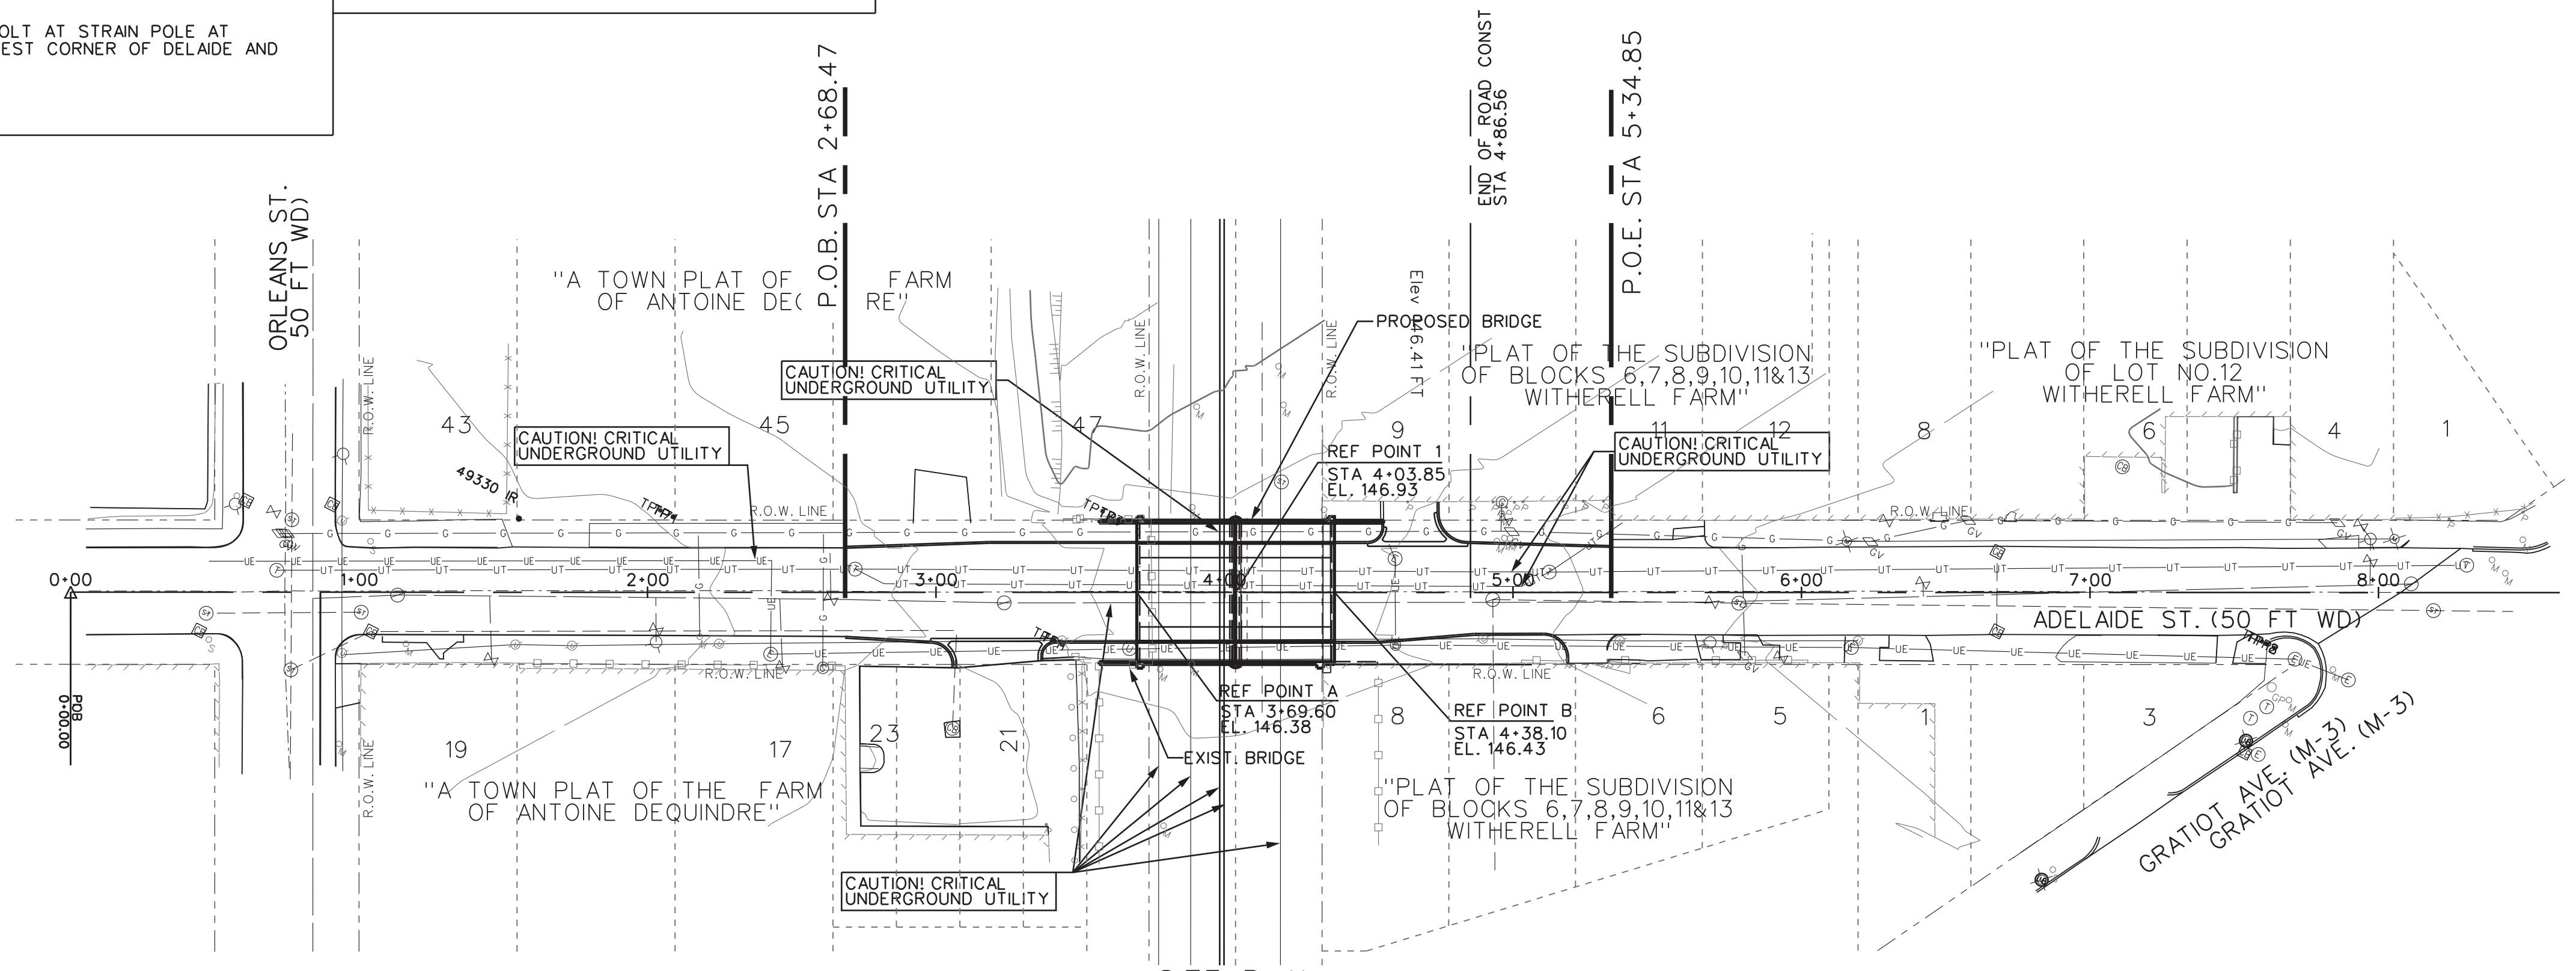 OLT AT STRAIN POLE AT
EST CORNER OF DELAIDE AND
P.O.B. STA 2+68.47
END OF ROAD CONST
STA 4+86.56
P.O.E. STA 5+34.85
ORLEANS ST.
50 FT WD)
"A TOWN PLAT OF FARM
OF ANTOINE DE RE"
R.O.W. LINE
R.O.W. LINE
R.O.W. LINE
Elev 146.41 FT
PROPOSED BRIDGE
"PLAT OF THE SUBDIVISION
OF BLOCKS 6,7,8,9,10,11&13
WITHERELL FARM"
"PLAT OF THE SUBDIVISION
OF LOT NO.12
WITHERELL FARM"
CAUTION! CRITICAL
UNDERGROUND UTILITY
CAUTION! CRITICAL
UNDERGROUND UTILITY
CAUTION! CRITICAL
UNDERGROUND UTILITY
43
45
47
9
11
12
8
6
4
1
REF POINT 1
STA 4+03.85
EL. 146.93
49330 IR
R.O.W. LINE
R.O.W. LINE
0+00
1+00
2+00
3+00
4+00
5+00
6+00
7+00
8+00
ADELAIDE ST. (50 FT WD)
POB
0+00.00
R.O.W. LINE
R.O.W. LINE
R.O.W. LINE
REF POINT A
STA 3+69.60
EL. 146.38
REF POINT B
STA 4+38.10
EL. 146.43
EXIST. BRIDGE
19
17
23
21
8
6
5
1
3
"A TOWN PLAT OF THE FARM
OF ANTOINE DEQUINDRE"
"PLAT OF THE SUBDIVISION
OF BLOCKS 6,7,8,9,10,11&13
WITHERELL FARM"
GRATIOT AVE. (M-3)
GRATIOT AVE. (M-3)
CAUTION! CRITICAL
UNDERGROUND UTILITY